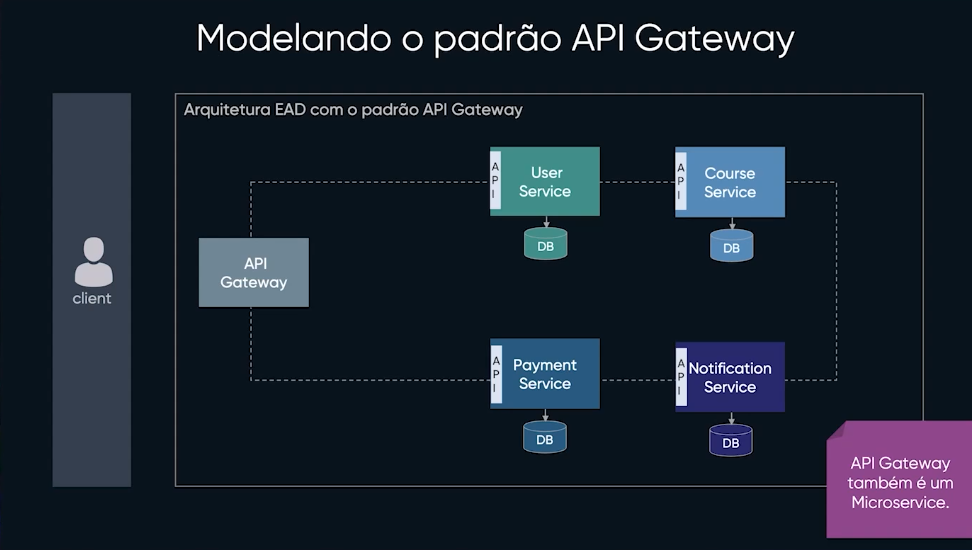 Modelando o padrão API Gateway
Arquitetura EAD com o padrão API Gateway
client
API
Gateway
API
User
Service
DB
API
Course
Service
DB
API
Payment
Service
DB
API
Notification
Service
DB
API Gateway
também é um
Microservice.